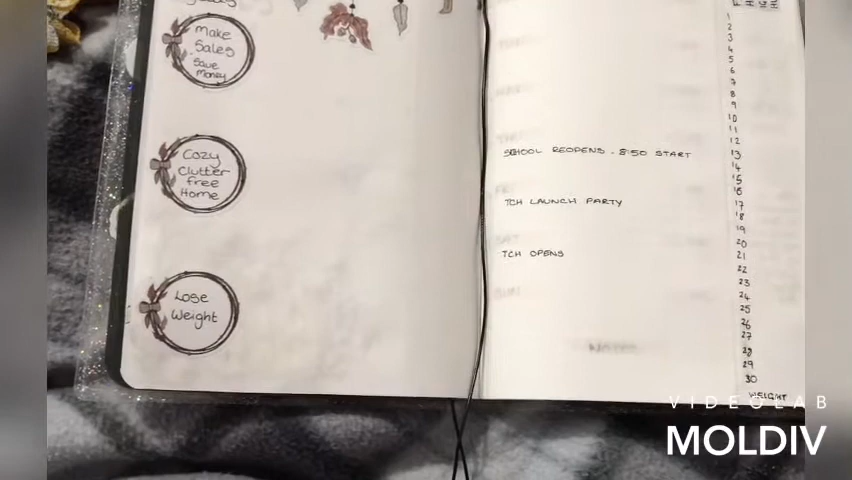 Make
Sales
Save
Money
Cozy
Clutter
free
Home
Lose
Weight
SCHOOL REOPENS - 8:50 START
TCH LAUNCH PARTY
TCH OPENS
NOTES
1
2
3
4
5
6
7
8
9
10
11
12
13
14
15
16
17
18
19
20
21
22
23
24
25
26
27
28
29
30
WEIGHT
VIDEOLAB
MOLDIV